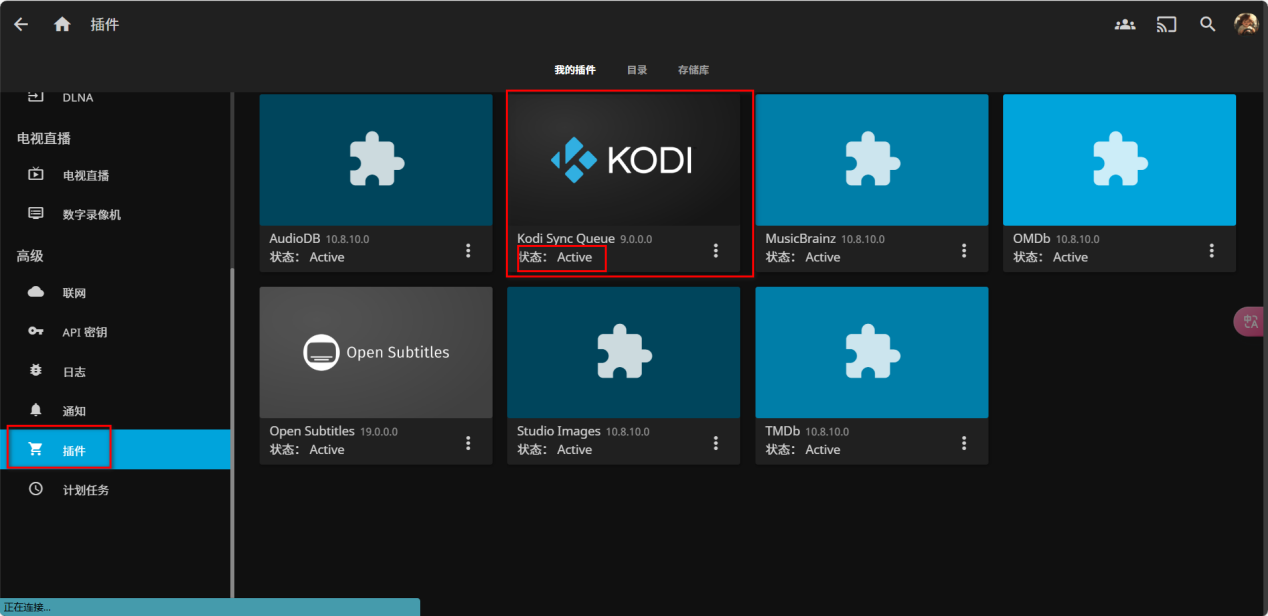 插件
我的插件 目录 存储库
DLNA
电视直播
电视直播
数字录像机
高级
联网
API 密钥
日志
通知
插件
计划任务
AudioDB 10.8.10.0
状态： Active
KODI
Kodi Sync Queue 9.0.0.0
状态： Active
MusicBrainz 10.8.10.0
状态： Active
OMDb 10.8.10.0
状态： Active
Open Subtitles
Open Subtitles 19.0.0.0
状态： Active
Studio Images 10.8.10.0
状态： Active
TMDb 10.8.10.0
状态： Active
正在连接...